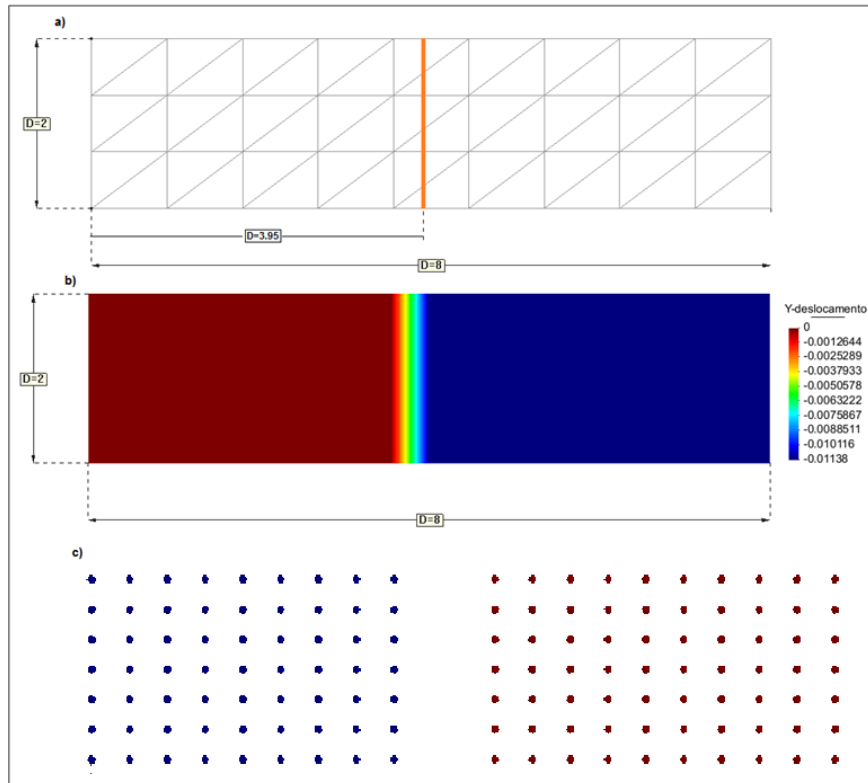 a)
D=2
D=3.95
D=8
b)
Y-deslocamento
0
-0.0012644
-0.0025289
-0.0037933
-0.0050578
-0.0063222
-0.0075867
-0.0088511
-0.010116
-0.01138
D=2
D=8
c)